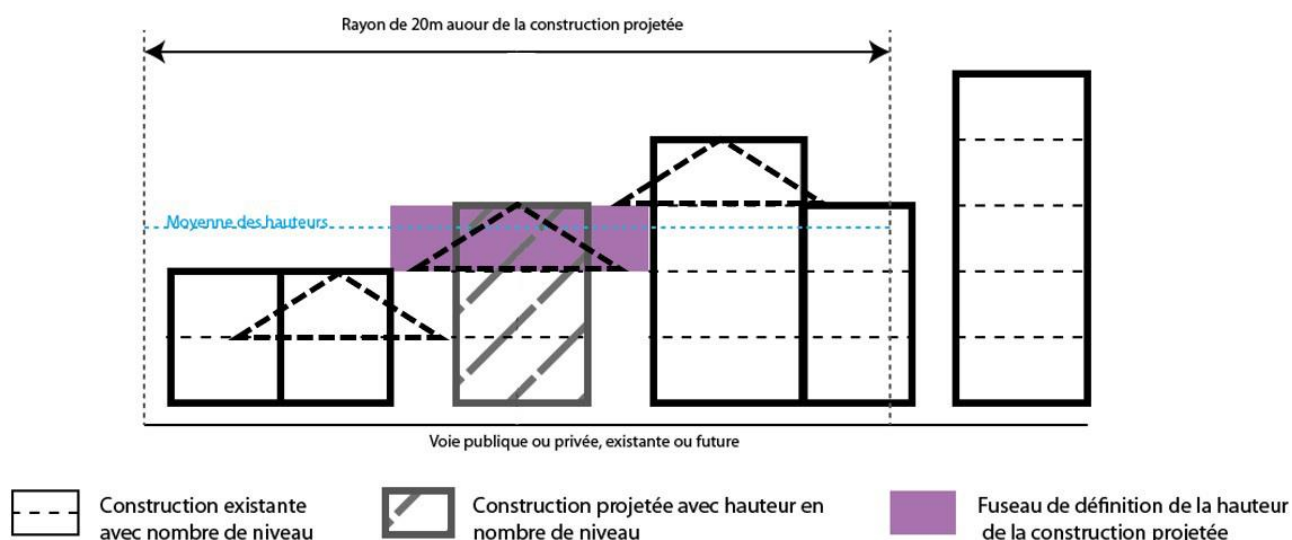 Rayon de 20m auour de la construction projetée
Moyenne des hauteurs
Voie publique ou privée, existante ou future
Construction existante
avec nombre de niveau
Construction projetée avec hauteur en
nombre de niveau
Fuseau de définition de la hauteur
de la construction projetée